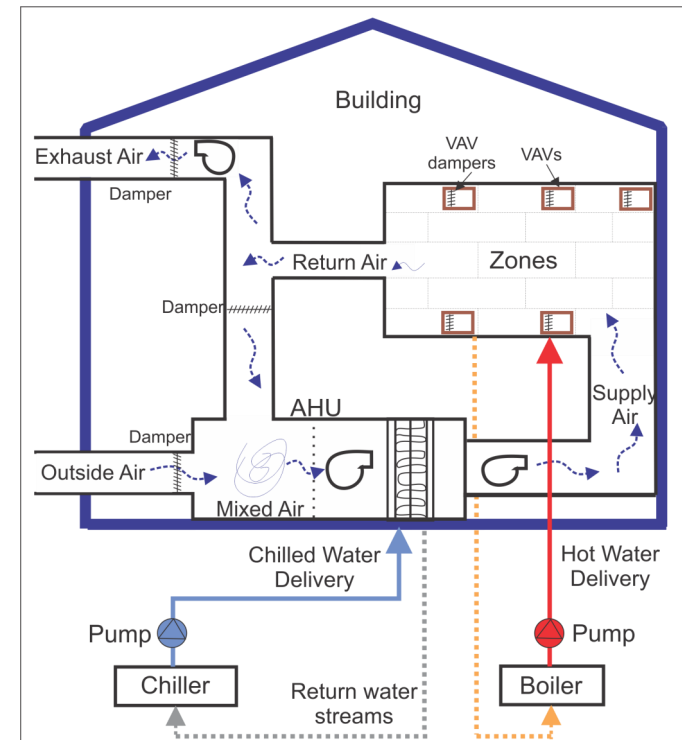 Building
VAV
dampers
VAVs
Exhaust Air
Damper
Return Air
Zones
Damper
AHU
Supply
Air
Damper
Outside Air
Mixed Air
Chilled Water
Delivery
Hot Water
Delivery
Pump
Pump
Chiller
Return water
streams
Boiler